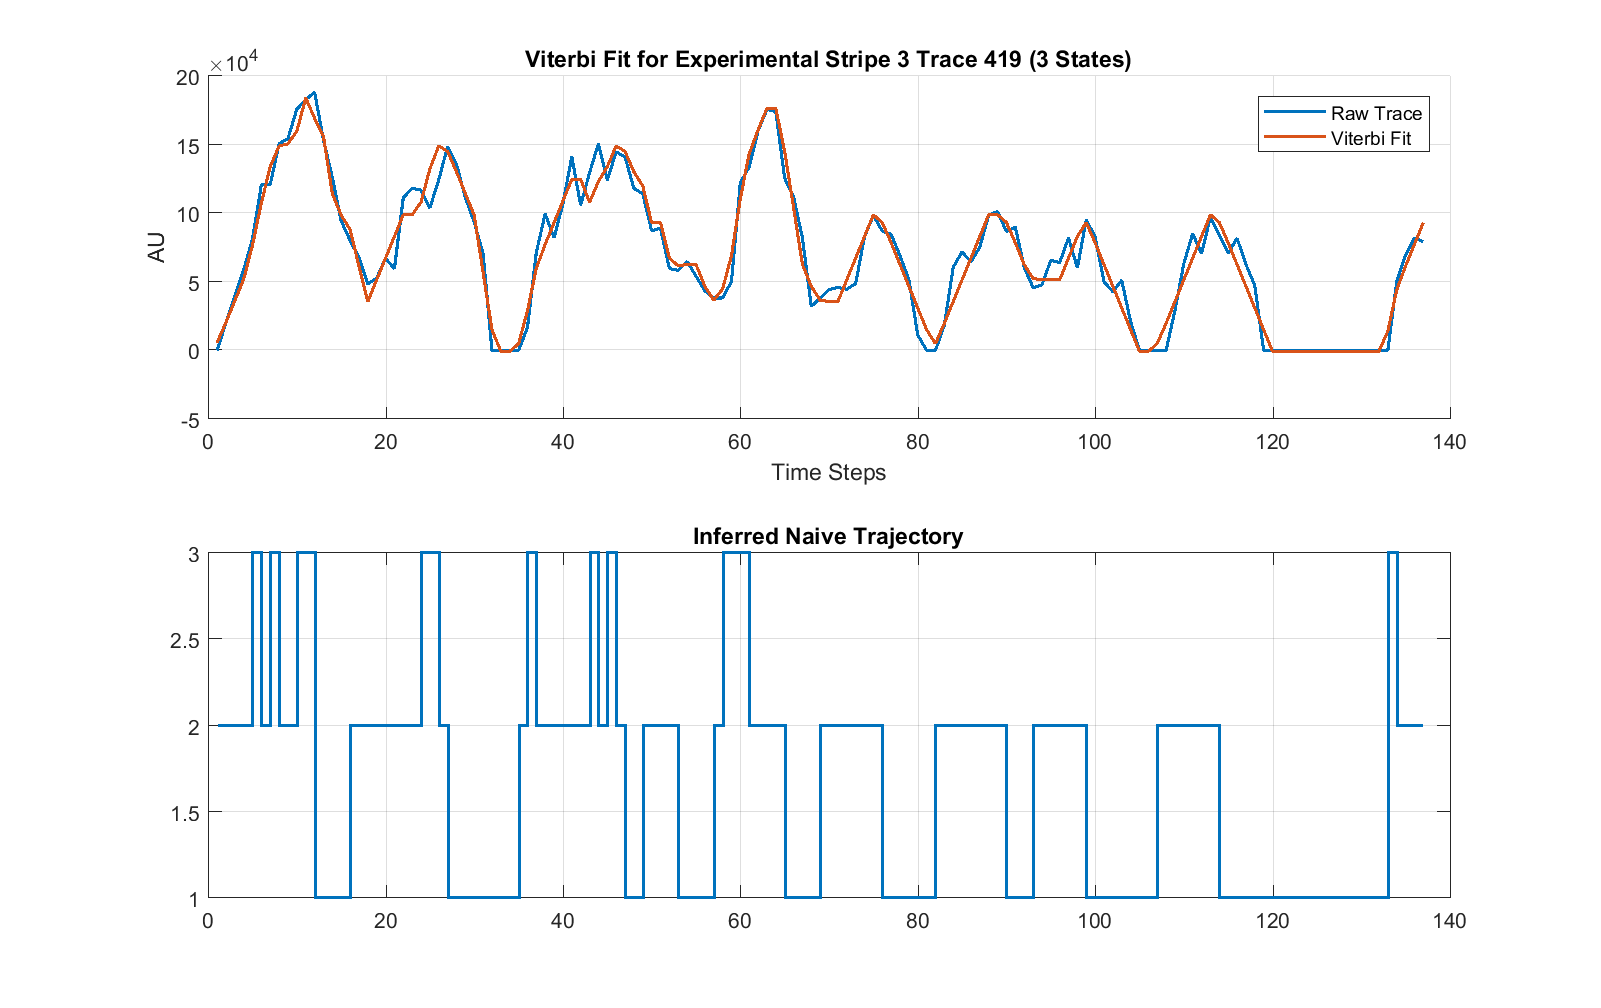 Viterbi Fit for Experimental Stripe 3 Trace 419 (3 States)
×10^4
20
15
10
5
0
-5
AU
0 20 40 60 80 100 120 140
Time Steps
Raw Trace
Viterbi Fit
Inferred Naive Trajectory
3
2.5
2
1.5
1
0 20 40 60 80 100 120 140